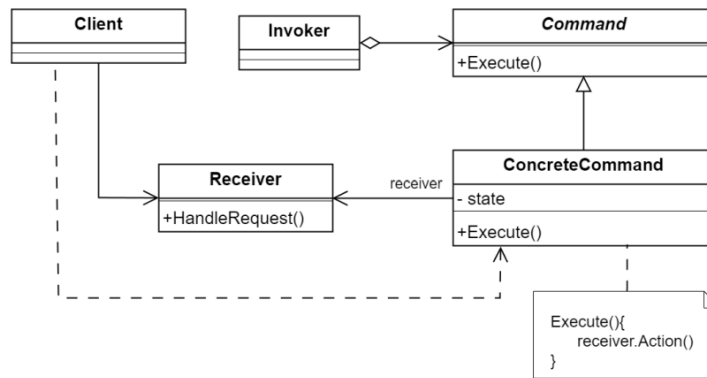 Client
Invoker
Command
+Execute()
Receiver
+HandleRequest()
receiver
ConcreteCommand
- state
+Execute()
Execute(){
receiver.Action()
}